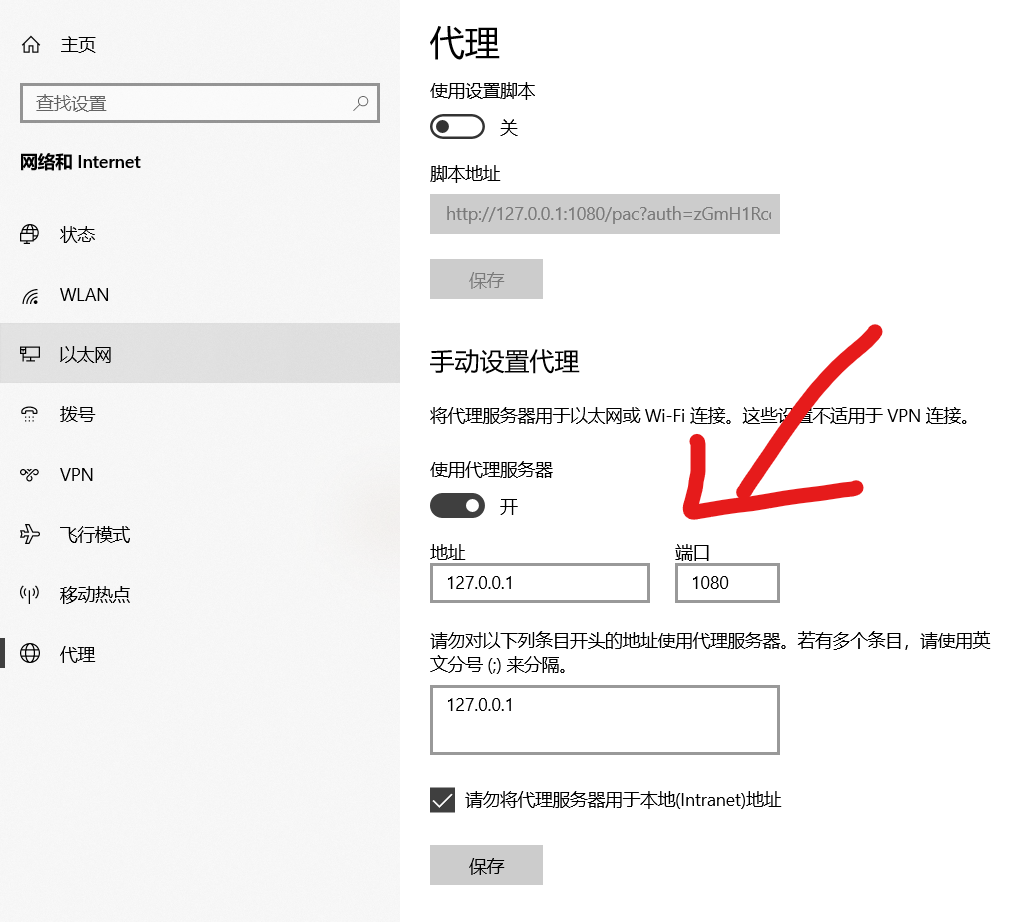 主页
查找设置
网络和 Internet
状态
WLAN
以太网
拨号
VPN
飞行模式
移动热点
代理
代理
使用设置脚本
关
脚本地址
http://127.0.0.1:1080/pac?auth=zGmH1Rc
保存
手动设置代理
将代理服务器用于以太网或 Wi-Fi 连接。这些设置不适用于 VPN 连接。
使用代理服务器
开
地址 端口
127.0.0.1 1080
请勿对以下列条目开头的地址使用代理服务器。若有多个条目，请使用英
文分号 (;) 来分隔。
127.0.0.1
请勿将代理服务器用于本地(Intranet)地址
保存